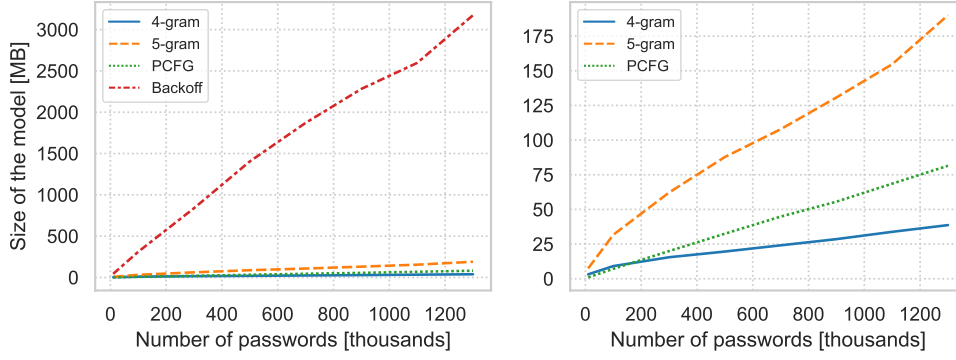 Size of the model [MB]
3000
2500
2000
1500
1000
500
0
4-gram
5-gram
PCFG
Backoff
0 200 400 600 800 1000 1200
Number of passwords [thousands]
175
150
125
100
75
50
25
0
4-gram
5-gram
PCFG
0 200 400 600 800 1000 1200
Number of passwords [thousands]